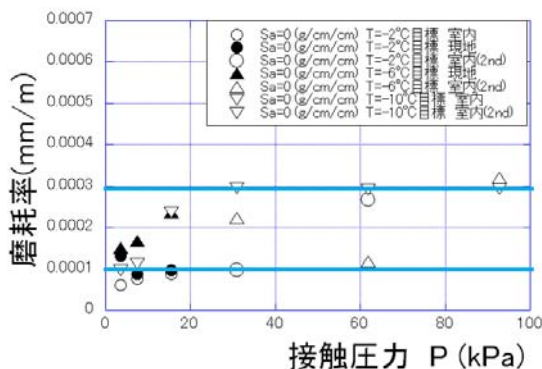 0.0007
0.0006
0.0005
0.0004
0.0003
0.0002
0.0001
0
磨耗率(mm/m)
Sa=0(g/cm/cm) T=-2℃目標 室内
Sa=0(g/cm/cm) T=-2℃目標 現地
Sa=0(g/cm/cm) T=-2℃目標 室内(2nd)
Sa=0(g/cm/cm) T=-6℃目標 現地
Sa=0(g/cm/cm) T=-6℃目標 室内(2nd)
Sa=0(g/cm/cm) T=-10℃目標 室内
Sa=0(g/cm/cm) T=-10℃目標 室内(2nd)
0 20 40 60 80 100
接触圧力 P (kPa)